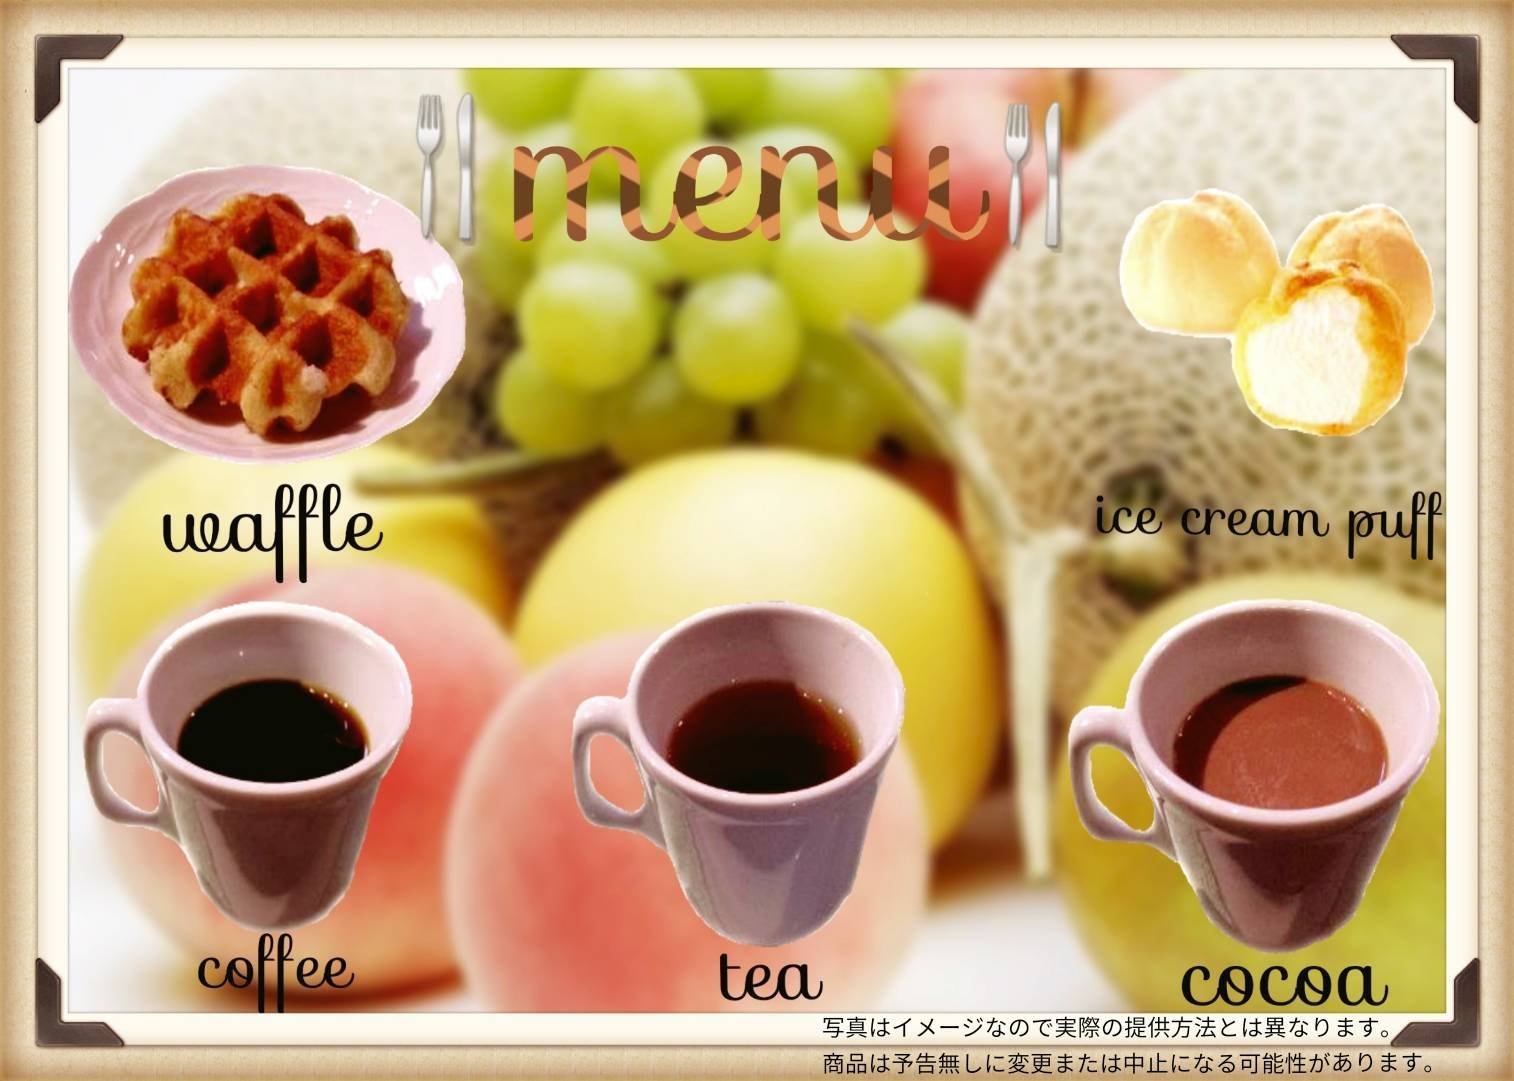 menu
waffle
ice cream puff
coffee
tea
cocoa
写真はイメージなので実際の提供方法とは異なります。
商品は予告無しに変更または中止になる可能性があります。